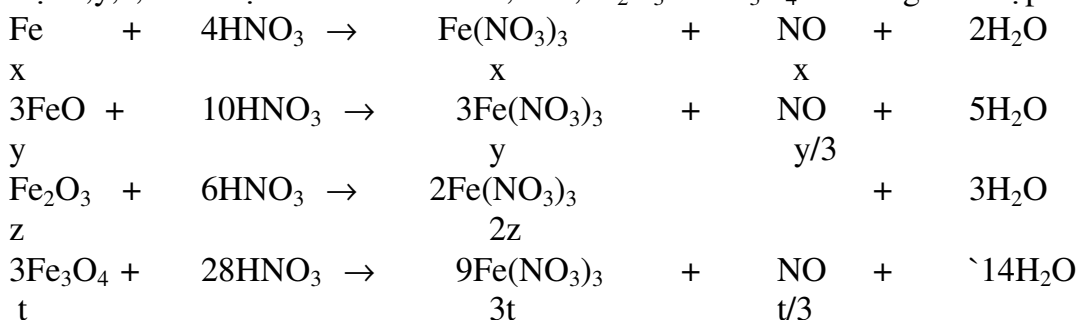 Fe + 4HNO₃ → Fe(NO₃)₃ + NO + 2H₂O
x x x
3FeO + 10HNO₃ → 3Fe(NO₃)₃ + NO + 5H₂O
y y y/3
Fe₂O₃ + 6HNO₃ → 2Fe(NO₃)₃ + 3H₂O
z 2z
3Fe₃O₄ + 28HNO₃ → 9Fe(NO₃)₃ + NO + `14H₂O
t 3t t/3